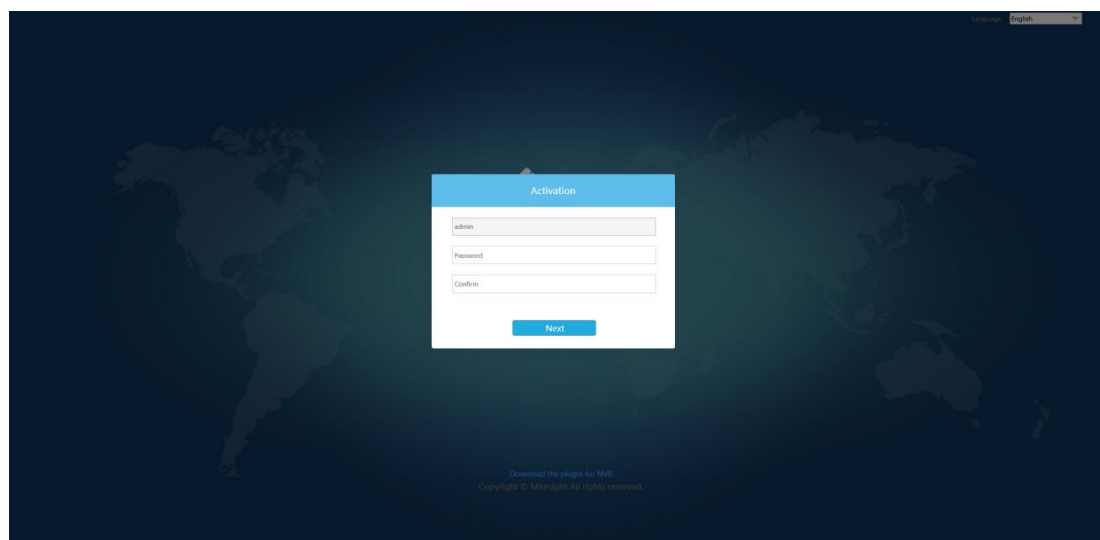 Language: English
Activation
admin
Password
Confirm
Next
Download the plugin for NVR
Copyright © Milesight All rights reserved.